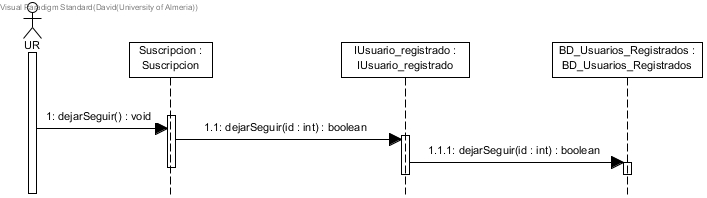 Visual Paradigm Standard(David(University of Almeria))
UR
Suscripcion :
Suscripcion
IUsuario_registrado :
IUsuario_registrado
BD_Usuarios_Registrados :
BD_Usuarios_Registrados
1: dejarSeguir() : void
1.1: dejarSeguir(id : int) : boolean
1.1.1: dejarSeguir(id : int) : boolean